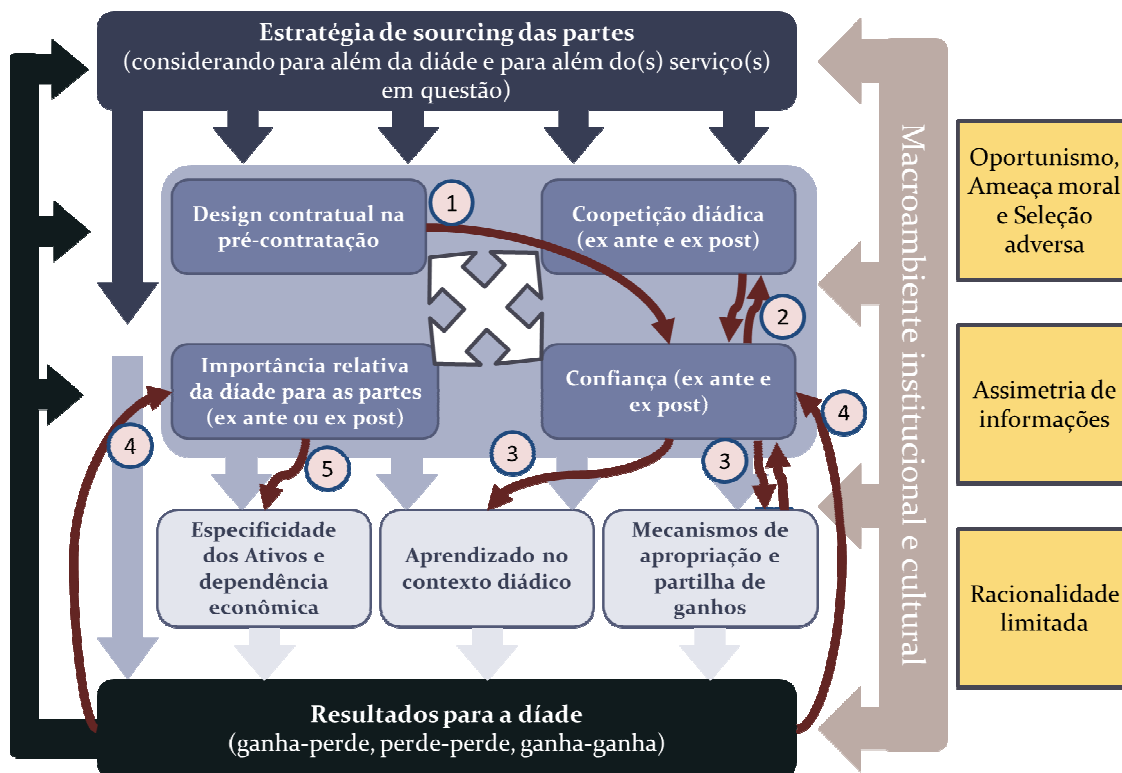 Estratégia de sourcing das partes
(considerando para além da díáde e para além do(s) serviço(s)
em questão)
Design contratual na
pré-contratação
1
Coopetição diádica
(ex ante e ex post)
2
Importância relativa
da díade para as partes
(ex ante ou ex post)
Confiança (ex ante e
ex post)
4
5
3
3
4
Especificidade
dos Ativos e
dependência
econômica
Aprendizado no
contexto diádico
Mecanismos de
apropriação e
partilha de
ganhos
Resultados para a díade
(ganha-perde, perde-perde, ganha-ganha)
Macroambiente institucional e cultural
Oportunismo,
Ameaça moral
e Seleção
adversa
Assimetria de
informações
Racionalidade
limitada